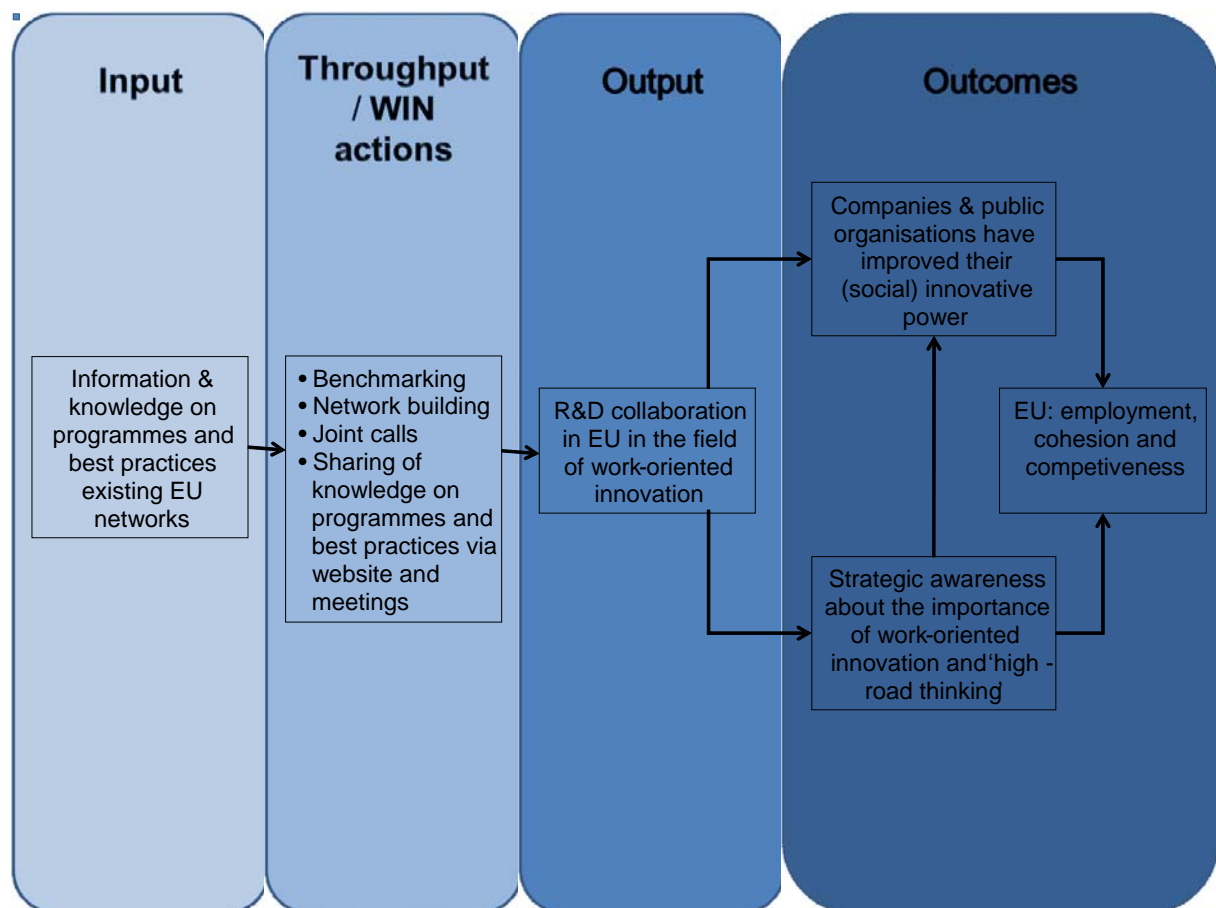 Input
Throughput
/ WIN
actions
Output
Outcomes
Information &
knowledge on
programmes and
best practices
existing EU
networks
• Benchmarking
• Network building
• Joint calls
• Sharing of
knowledge on
programmes and
best practices via
website and
meetings
R&D collaboration
in EU in the field
of work-oriented
innovation
Companies & public
organisations have
improved their
(social) innovative
power
Strategic awareness
about the importance
of work-oriented
innovation and ‘high -
road thinking’
EU: employment,
cohesion and
competiveness